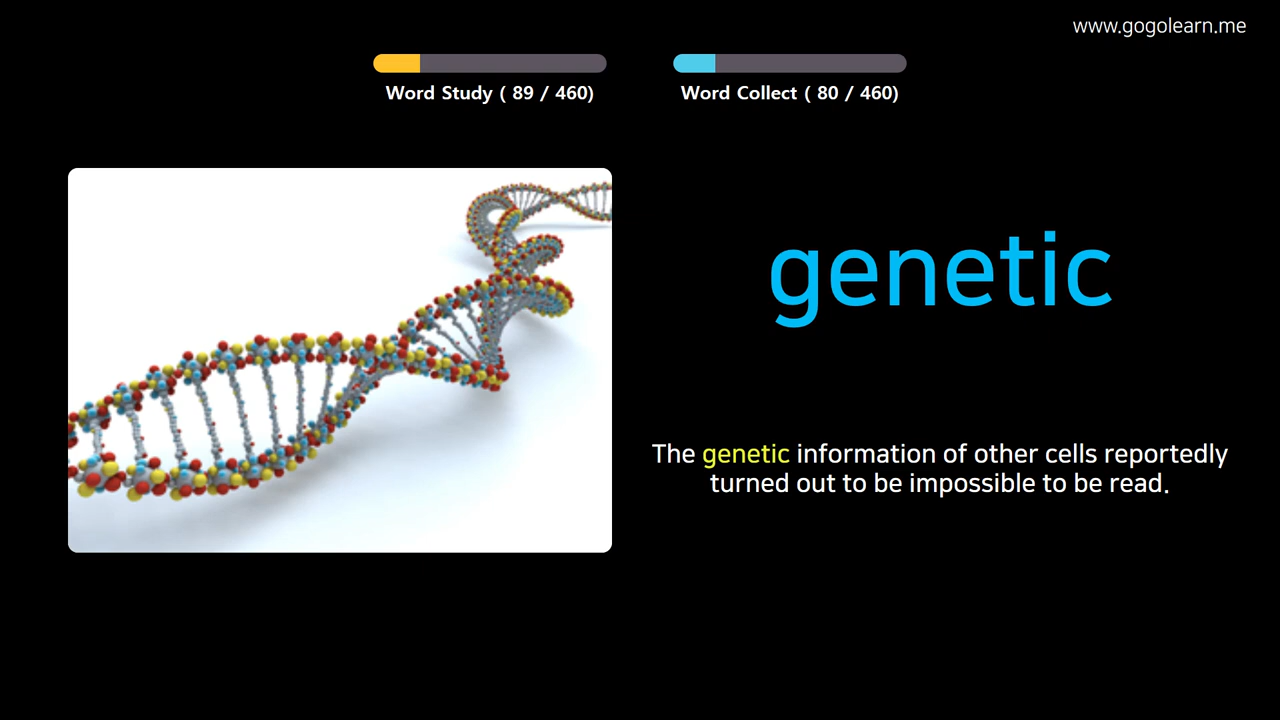 www.gogolearn.me
Word Study ( 89 / 460)
Word Collect ( 80 / 460)
genetic
The genetic information of other cells reportedly
turned out to be impossible to be read.